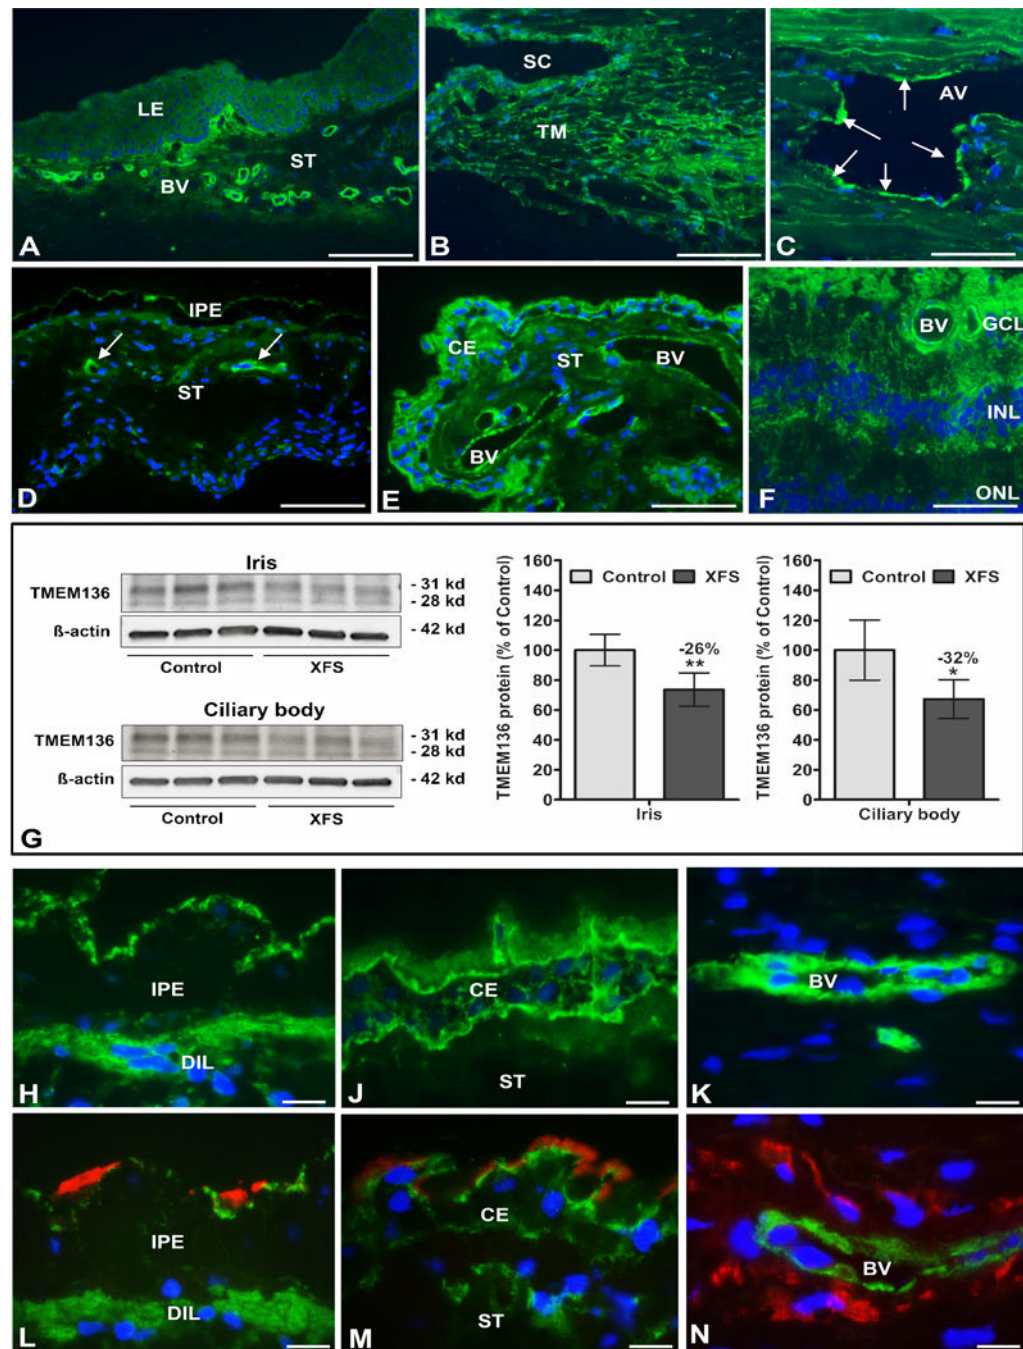 LE
ST
BV
A
SC
TM
B
AV
C
IPE
ST
D
CE
ST
BV
BV
E
BV
GCL
INL
ONL
F
Iris
TMEM136
- 31 kd
- 28 kd
ß-actin
- 42 kd
Control XFS
Ciliary body
TMEM136
- 31 kd
- 28 kd
ß-actin
- 42 kd
Control XFS
G
TMEM136 protein (% of Control)
160
140
120
100
80
60
40
20
0
Control XFS
-26%
**
Iris
TMEM136 protein (% of Control)
160
140
120
100
80
60
40
20
0
Control XFS
-32%
*
Ciliary body
IPE
DIL
H
CE
ST
J
BV
K
IPE
DIL
L
CE
ST
M
BV
N